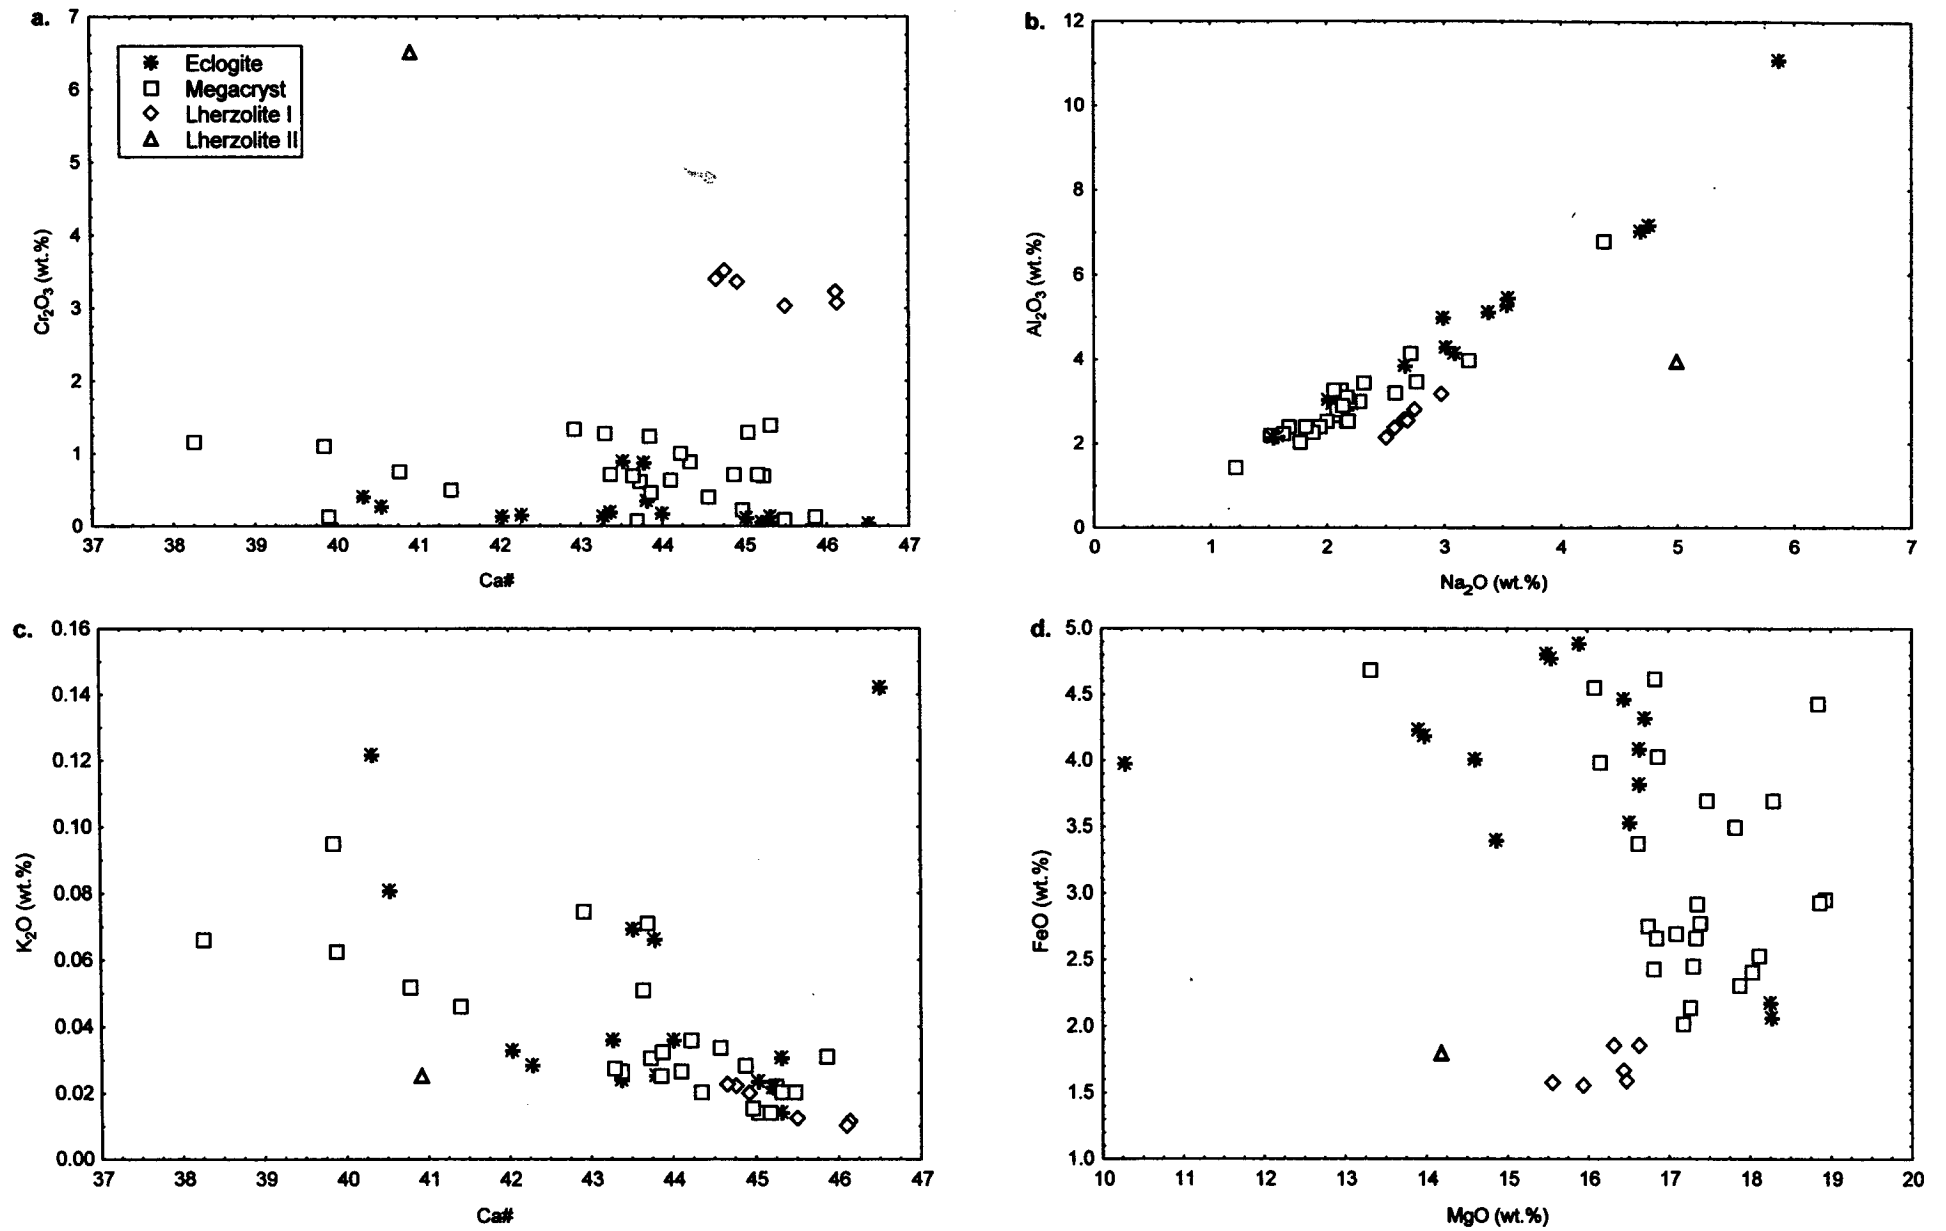 a.
7
6
5
4
3
2
1
0
Cr2O3 (wt.%)
Eclogite
Megacryst
Lherzolite I
Lherzolite II
37 38 39 40 41 42 43 44 45 46 47
Ca#
b.
12
10
8
6
4
2
0
Al2O3 (wt.%)
0 1 2 3 4 5 6 7
Na2O (wt.%)
c.
0.16
0.14
0.12
0.10
0.08
0.06
0.04
0.02
0.00
K2O (wt.%)
37 38 39 40 41 42 43 44 45 46 47
Ca#
d.
5.0
4.5
4.0
3.5
3.0
2.5
2.0
1.5
1.0
FeO (wt.%)
10 11 12 13 14 15 16 17 18 19 20
MgO (wt.%)